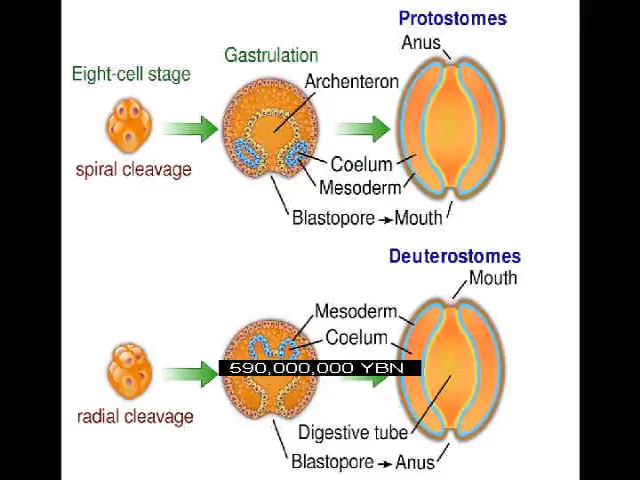 Protostomes
Anus
Gastrulation
Eight-cell stage
Archenteron
spiral cleavage
Coelum
Mesoderm
Blastopore → Mouth
Deuterostomes
Mouth
Mesoderm
Coelum
590,000,000 YBN
radial cleavage
Digestive tube
Blastopore → Anus